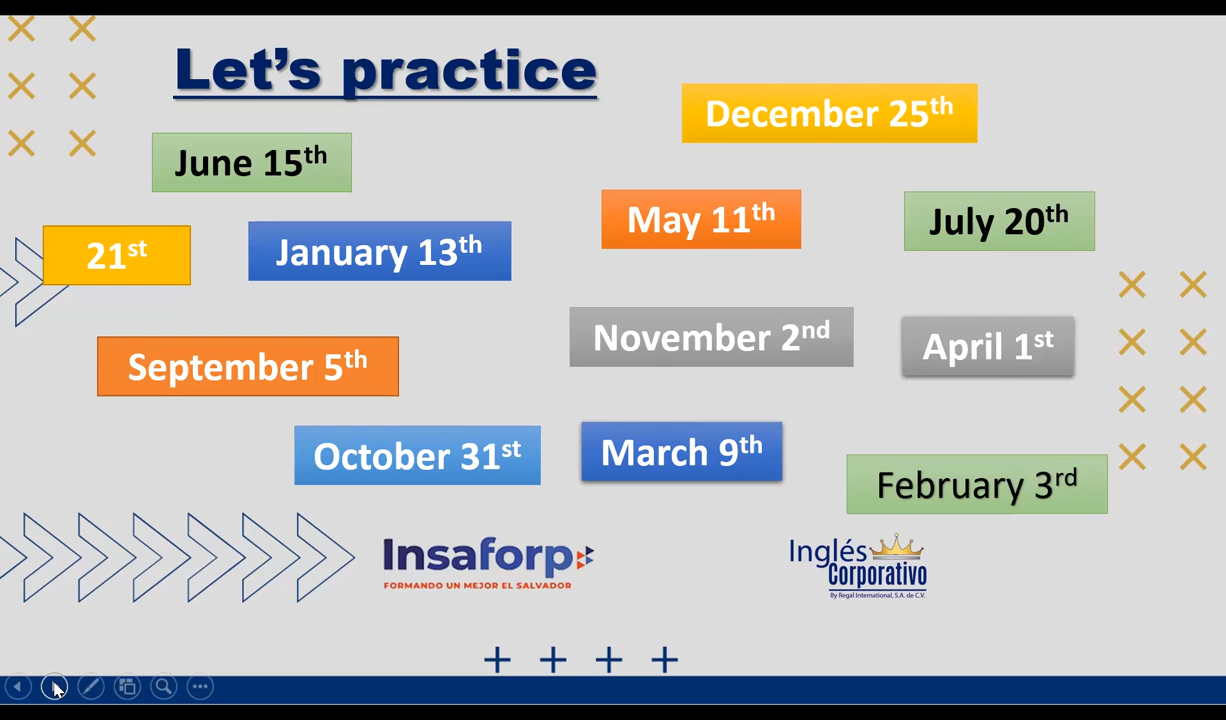 Let's practice
December 25th
June 15th
May 11th
July 20th
21st
January 13th
November 2nd
April 1st
September 5th
October 31st
March 9th
February 3rd
Insaforp
FORMANDO UN MEJOR EL SALVADOR
Inglés
Corporativo
By Regal International, S.A. de C.V.